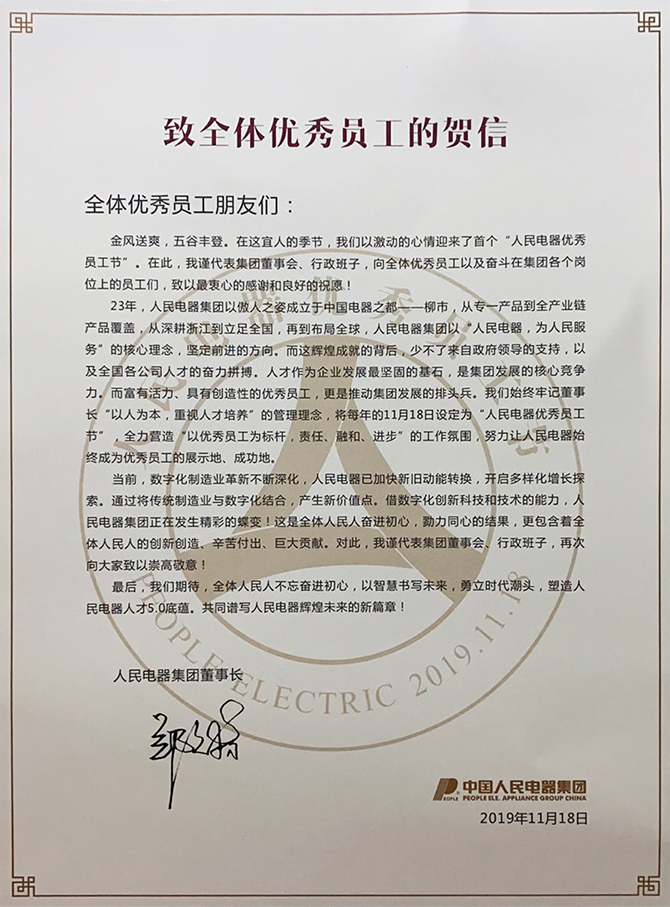 致全体优秀员工的贺信
全体优秀员工朋友们：
金风送爽，五谷丰登。在这宜人的季节，我们以激动的心情迎来了首个“人民电器优秀
员工节”。在此，我谨代表集团董事会、行政班子，向全体优秀员工以及奋斗在集团各个岗
位上的员工们，致以最衷心的感谢和良好的祝愿！
23年，人民电器集团以傲人之姿成立于中国电器之都——柳市，从专一产品到全产业链
产品覆盖，从深耕浙江到立足全国，再到布局全球，人民电器集团以“人民电器，为人民服
务”的核心理念，坚定前进的方向。而这辉煌成就的背后，少不了来自政府领导的支持，以
及全国各公司人才的奋力拼搏。人才作为企业发展最坚固的基石，是集团发展的核心竞争
力。而富有活力、具有创造性的优秀员工，更是推动集团发展的排头兵。我们始终牢记董事
长“以人为本，重视人才培养”的管理理念，将每年的11月18日设定为“人民电器优秀员工
节”，全力营造“以优秀员工为标杆，责任、融和、进步”的工作氛围，努力让人民电器始
终成为优秀员工的展示地、成功地。
当前，数字化制造业革新不断深化，人民电器已加快新旧动能转换，开启多样化增长探
索。通过将传统制造业与数字化结合，产生新价值点。借数字化创新科技和技术的能力，人
民电器集团正在发生精彩的蝶变！这是全体人民人奋进初心，勠力同心的结果，更包含着全
体人民人的创新创造、辛苦付出、巨大贡献。对此，我谨代表集团董事会、行政班子，再次
向大家致以崇高敬意！
最后，我们期待，全体人民人不忘奋进初心，以智慧书写未来，勇立时代潮头，塑造人
民电器人才5.0底蕴。共同谱写人民电器辉煌未来的新篇章！
人民电器优秀员工节
PEOPLE ELECTRIC 2019.11.18
人民电器集团董事长
PEOPLE
中国人民电器集团
PEOPLE ELE. APPLIANCE GROUP CHINA
2019年11月18日